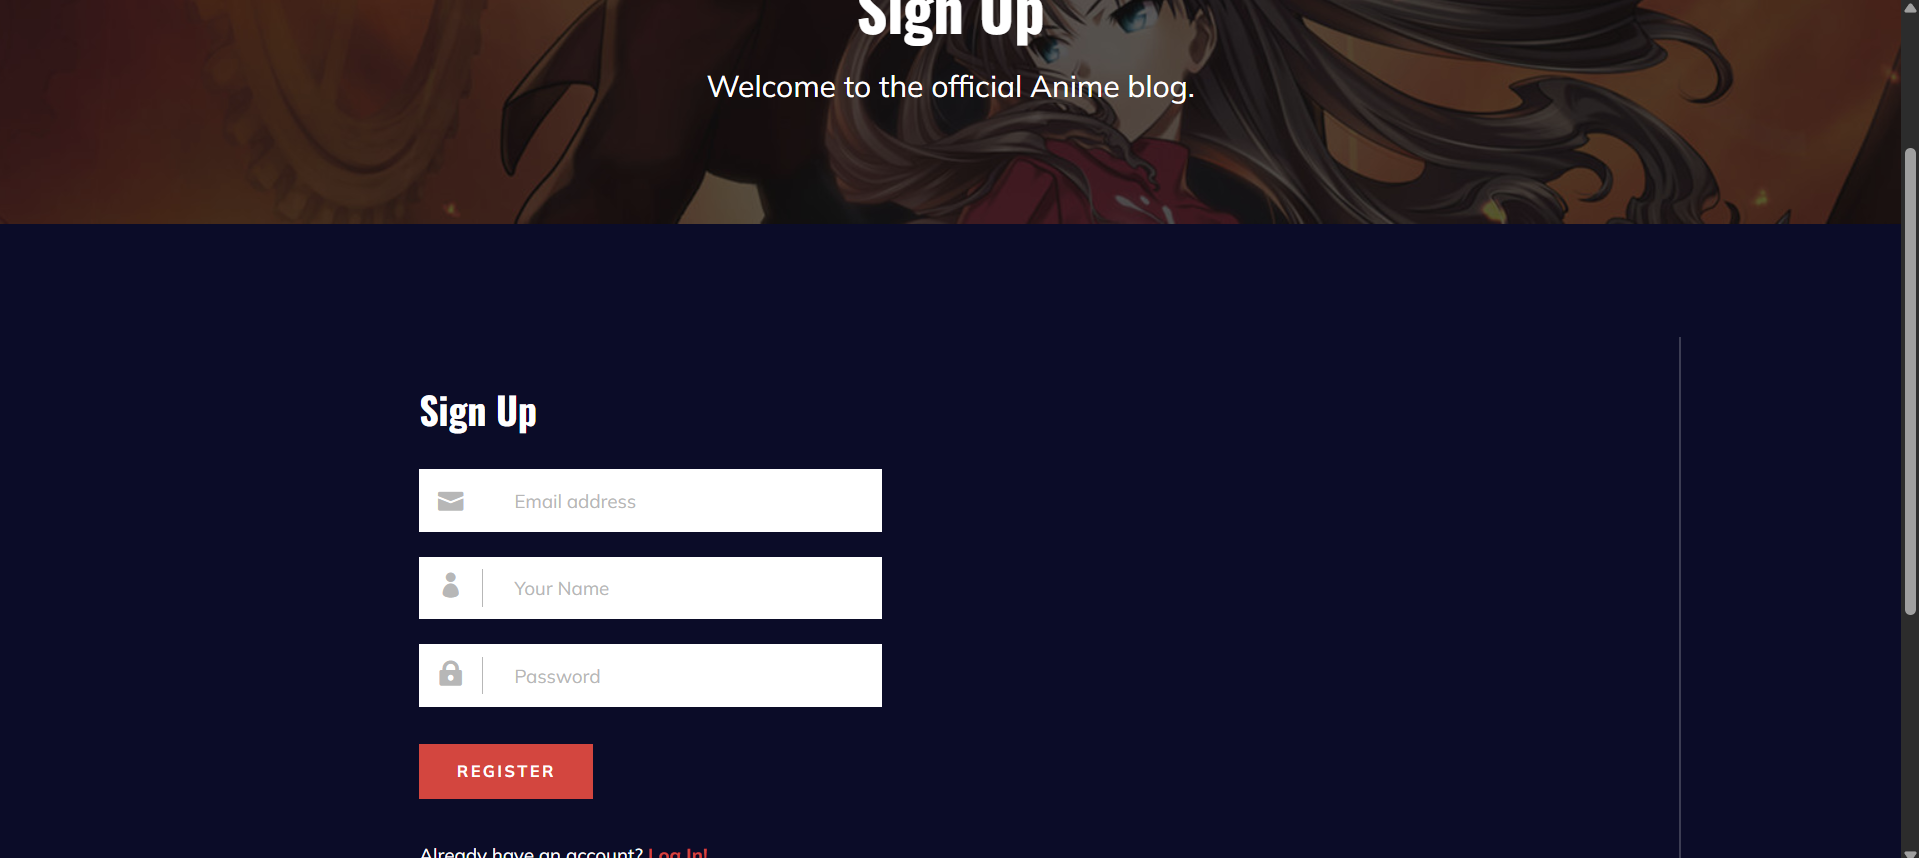 Sign Up
Welcome to the official Anime blog.
Sign Up
Email address
Your Name
Password
REGISTER
Already have an account? Log In!